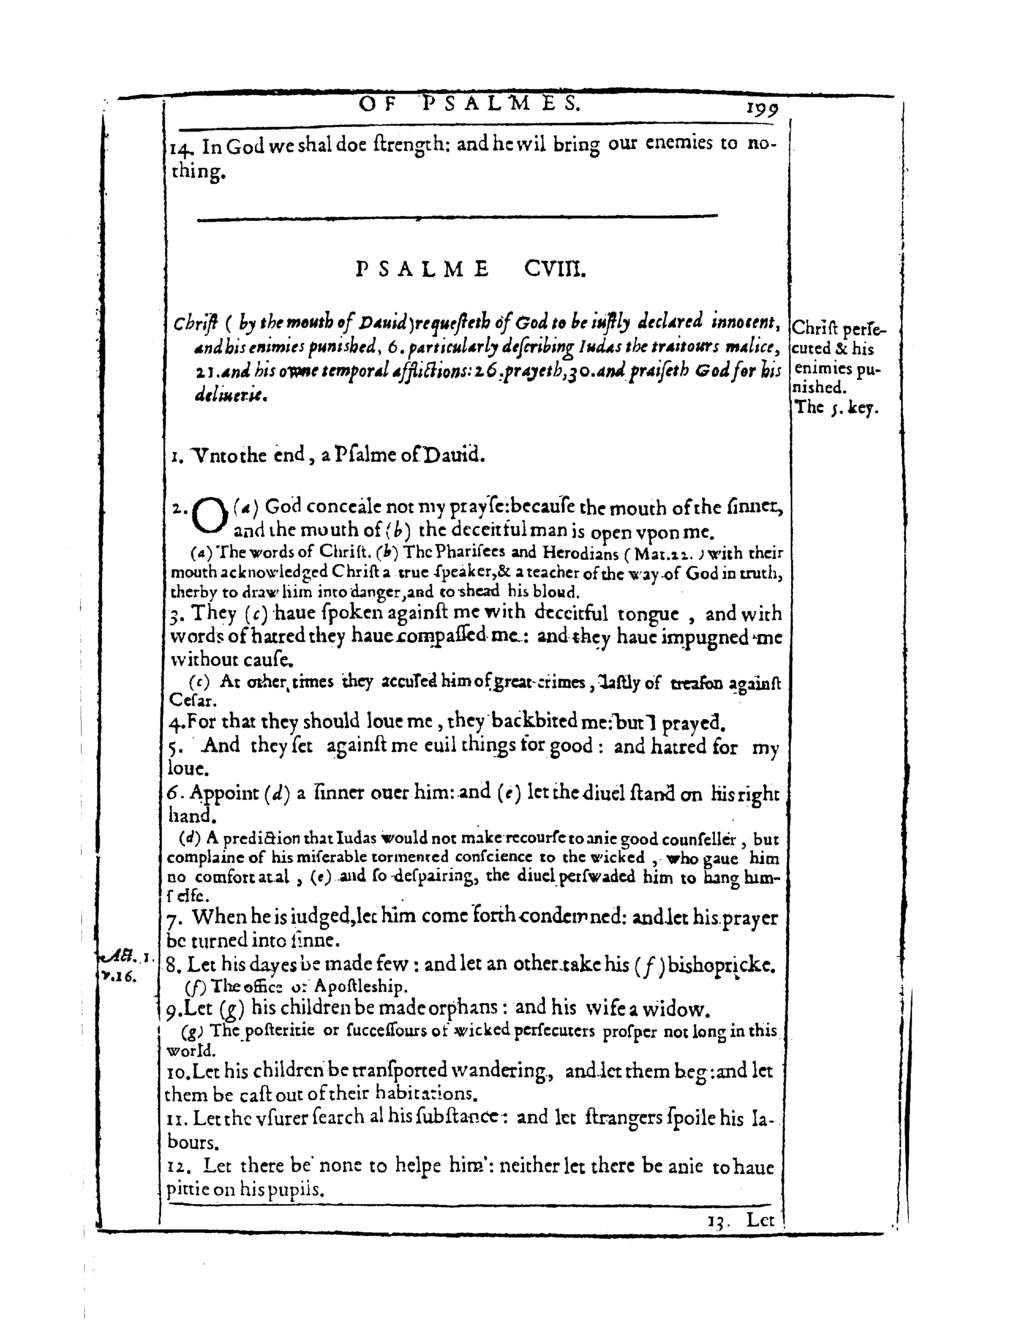 OF PSALMES. 199
14. In God we shal doe ſtrength: and he wil bring our enemies to no-
thing.
PSALME CVIII.
Chriſt ( by the mouth of Dauid)requeſteth of God to be iuſtly declared innocent,
and his enimies punished, 6. particularly deſcribing Iudas the traitours malice,
21.and his owne temporal afflictions: 26.prayeth,30.and praiſeth God for his
deliuerie.
Chriſt perſe-
cuted & his
enimies pu-
nished.
The 5. key.
1. Vnto the end, a Pſalme of Dauid.
2. O (a) God conceale not my prayſe:becauſe the mouth of the ſinner,
and the mouth of (b) the deceitful man is open vpon me.
(a) The words of Chriſt. (b) The Phariſees and Herodians ( Mat.22. ) with their
mouth acknowledged Chriſt a true ſpeaker,& a teacher of the way of God in truth,
therby to draw him into danger,and to shead his bloud.
3. They (c) haue ſpoken againſt me with deceitful tongue , and with
words of hatred they haue compaſſed me : and they haue impugned me
without cauſe.
(c) At other times they accuſed him of great crimes , laſtly of treaſon againſt
Ceſar.
4.For that they should loue me , they backbited me: but I prayed.
5. And they ſet againſt me euil things for good : and hatred for my
loue.
6. Appoint (d) a ſinner ouer him: and (e) let the diuel ſtand on his right
hand.
(d) A prediction that Iudas would not make recourſe to anie good counſeller , but
complaine of his miſerable tormented conſcience to the wicked , who gaue him
no comfort at al , (e) and ſo deſpairing, the diuel perſwaded him to hang him-
ſelfe.
7. When he is iudged,let him come forth condemned: and let his prayer
be turned into ſinne.
Act. 1.
v.16.
8. Let his dayes be made few : and let an other take his (f) bishopricke.
(f) The office of Apoſtleship.
9.Let (g) his children be made orphans : and his wife a widow.
(g) The poſteritie or ſucceſſours of wicked perſecuters proſper not long in this
world.
10.Let his children be tranſported wandering, and let them beg:and let
them be caſt out of their habitations.
11. Let the vſurer ſearch al his ſubſtance : and let ſtrangers ſpoile his la-
bours.
12. Let there be none to helpe him : neither let there be anie to haue
pittie on his pupils.
13. Let